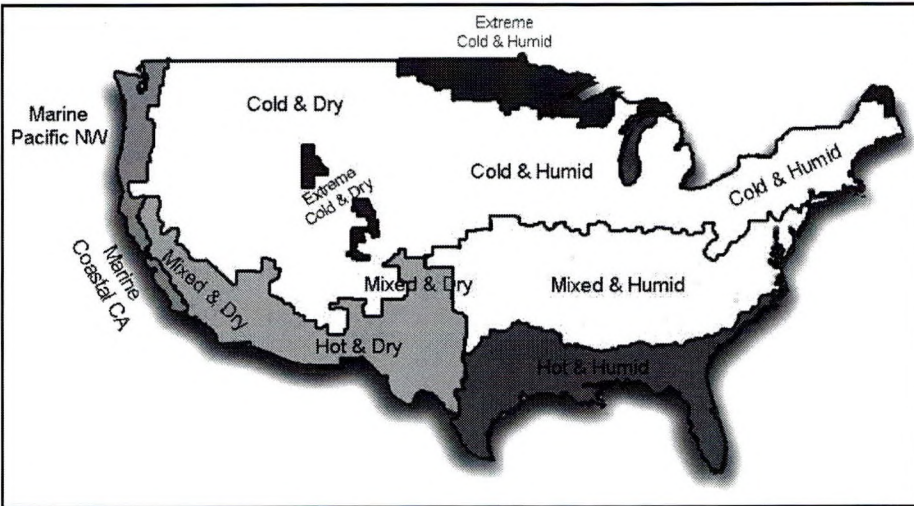 Extreme
Cold & Humid
Cold & Dry
Marine
Pacific NW
Extreme
Cold & Dry
Cold & Humid
Cold & Humid
Marine
Coastal CA
Mixed & Dry
Mixed & Dry
Mixed & Humid
Hot & Dry
Hot & Humid